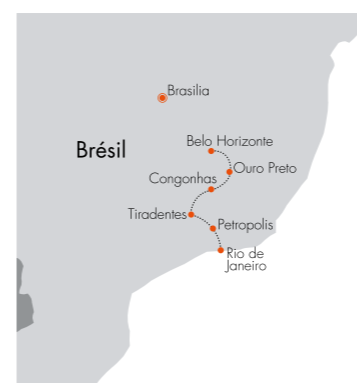 Brasilia
Belo Horizonte
Brésil
Ouro Preto
Congonhas
Tiradentes
Petropolis
Rio de
Janeiro